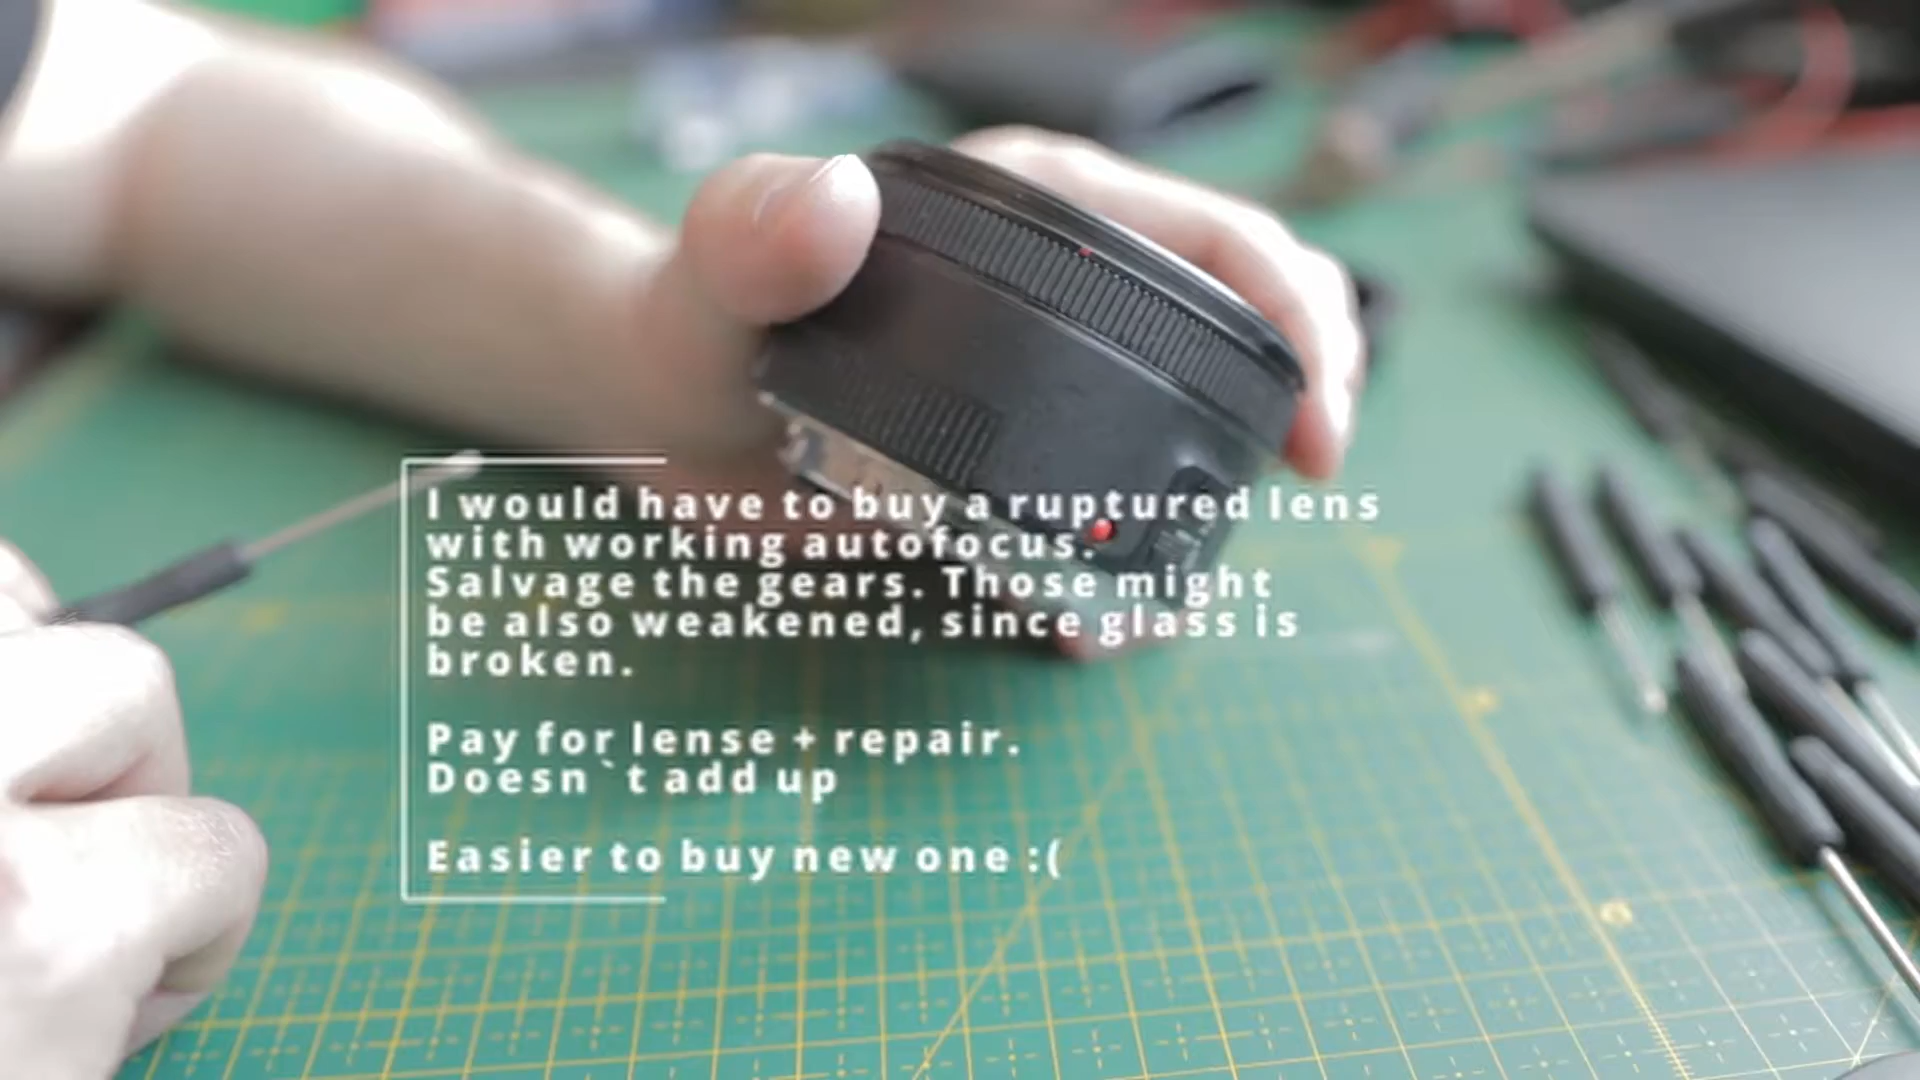 I would have to buy a ruptured lens
with working autofocus.
Salvage the gears. Those might
be also weakened, since glass is
broken.
Pay for lense + repair.
Doesn`t add up
Easier to buy new one :(